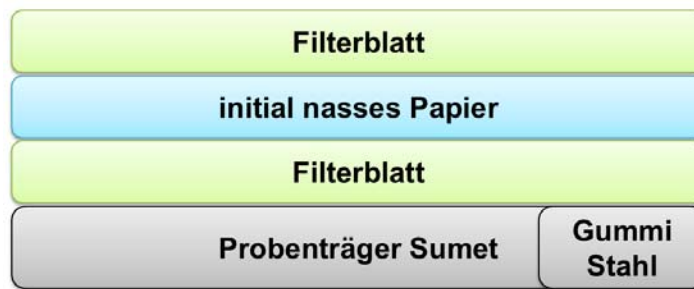 Filterblatt
initial nasses Papier
Filterblatt
Probenträger Sumet
Gummi
Stahl